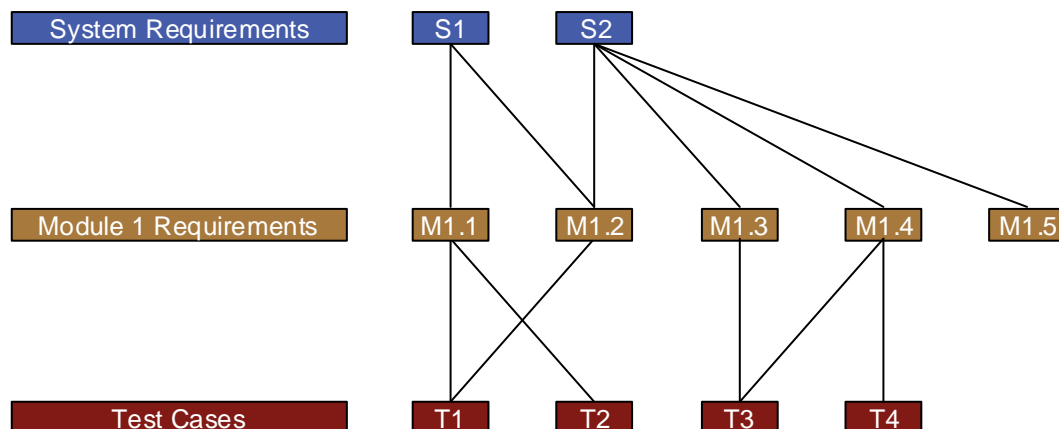 System Requirements S1 S2
Module 1 Requirements M1.1 M1.2 M1.3 M1.4 M1.5
Test Cases T1 T2 T3 T4